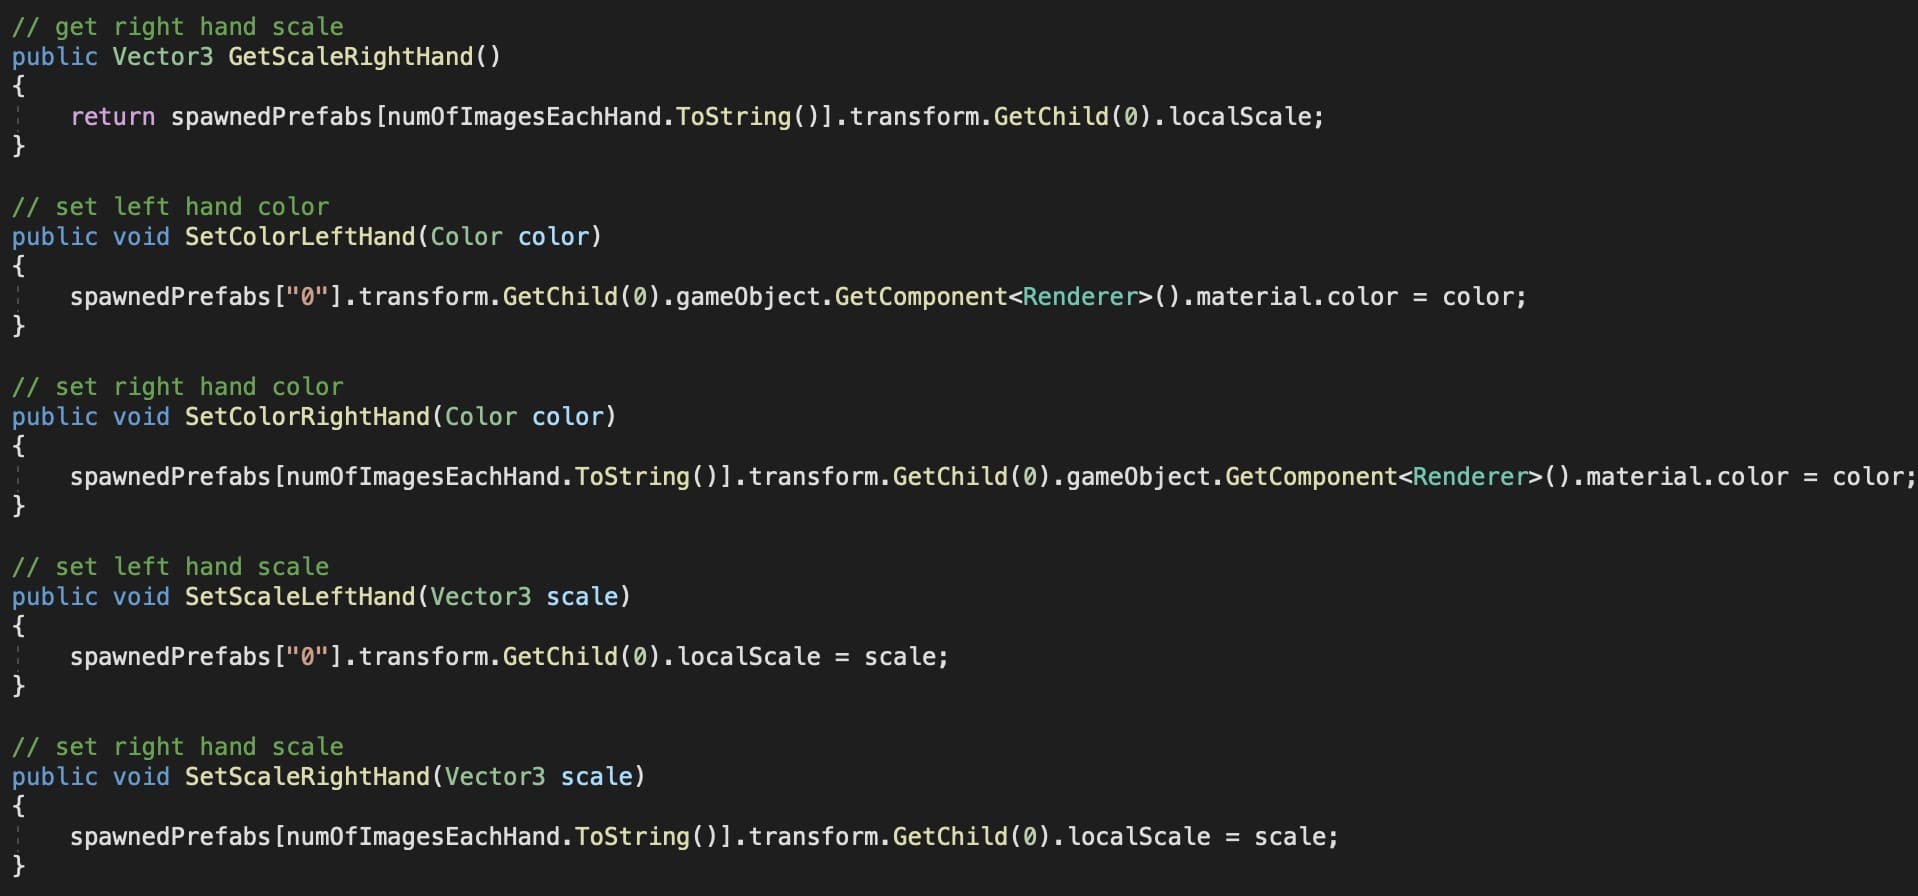 // get right hand scale
public Vector3 GetScaleRightHand()
{
    return spawnedPrefabs[numOfImagesEachHand.ToString()].transform.GetChild(0).localScale;
}

// set left hand color
public void SetColorLeftHand(Color color)
{
    spawnedPrefabs["0"].transform.GetChild(0).gameObject.GetComponent<Renderer>().material.color = color;
}

// set right hand color
public void SetColorRightHand(Color color)
{
    spawnedPrefabs[numOfImagesEachHand.ToString()].transform.GetChild(0).gameObject.GetComponent<Renderer>().material.color = color;
}

// set left hand scale
public void SetScaleLeftHand(Vector3 scale)
{
    spawnedPrefabs["0"].transform.GetChild(0).localScale = scale;
}

// set right hand scale
public void SetScaleRightHand(Vector3 scale)
{
    spawnedPrefabs[numOfImagesEachHand.ToString()].transform.GetChild(0).localScale = scale;
}